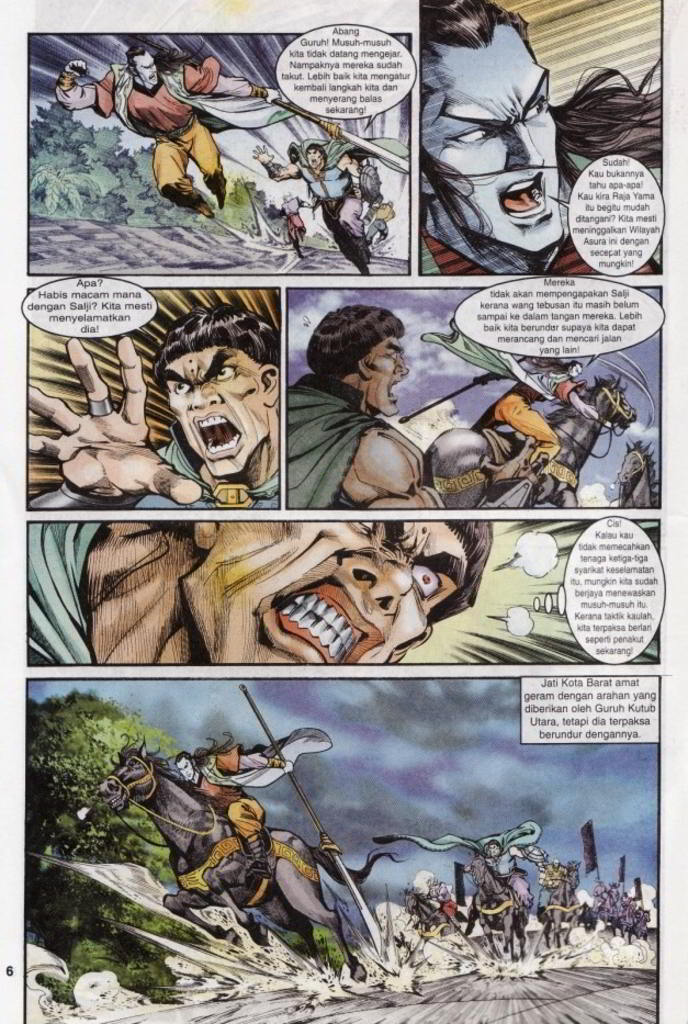 Abang
Guruh! Musuh-musuh
kita tidak datang mengejar.
Nampaknya mereka sudah
takut. Lebih baik kita mengatur
kembali langkah kita dan
menyerang balas
sekarang!
Sudah!
Kau bukannya
tahu apa-apa!
Kau kira Raja Yama
itu begitu mudah
ditangani? Kita mesti
meninggalkan Wilayah
Asura ini dengan
secepat yang
mungkin!
Apa?
Habis macam mana
dengan Salji? Kita mesti
menyelamatkan
dia!
Mereka
tidak akan mempengapakan Salji
kerana wang tebusan itu masih belum
sampai ke dalam tangan mereka. Lebih
baik kita berundur supaya kita dapat
merancang dan mencari jalan
yang lain!
Cis!
Kalau kau
tidak memecahkan
tenaga ketiga-tiga
syarikat keselamatan
itu, mungkin kita sudah
berjaya menewaskan
musuh-musuh itu.
Kerana taktik kaulah,
kita terpaksa berlari
seperti penakut
sekarang!
Jati Kota Barat amat
geram dengan arahan yang
diberikan oleh Guruh Kutub
Utara, tetapi dia terpaksa
berundur dengannya.
6